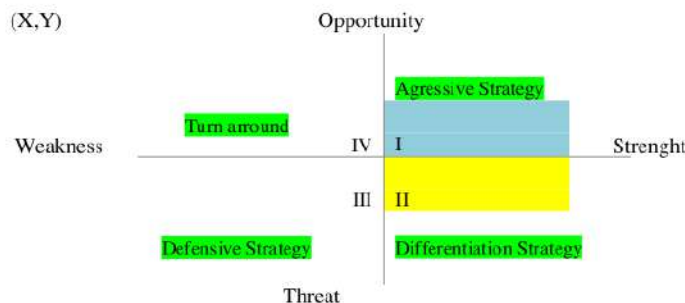 (X,Y)
Opportunity
Agressive Strategy
Turn arround
Weakness
IV
I
Strenght
III
II
Defensive Strategy
Differentiation Strategy
Threat